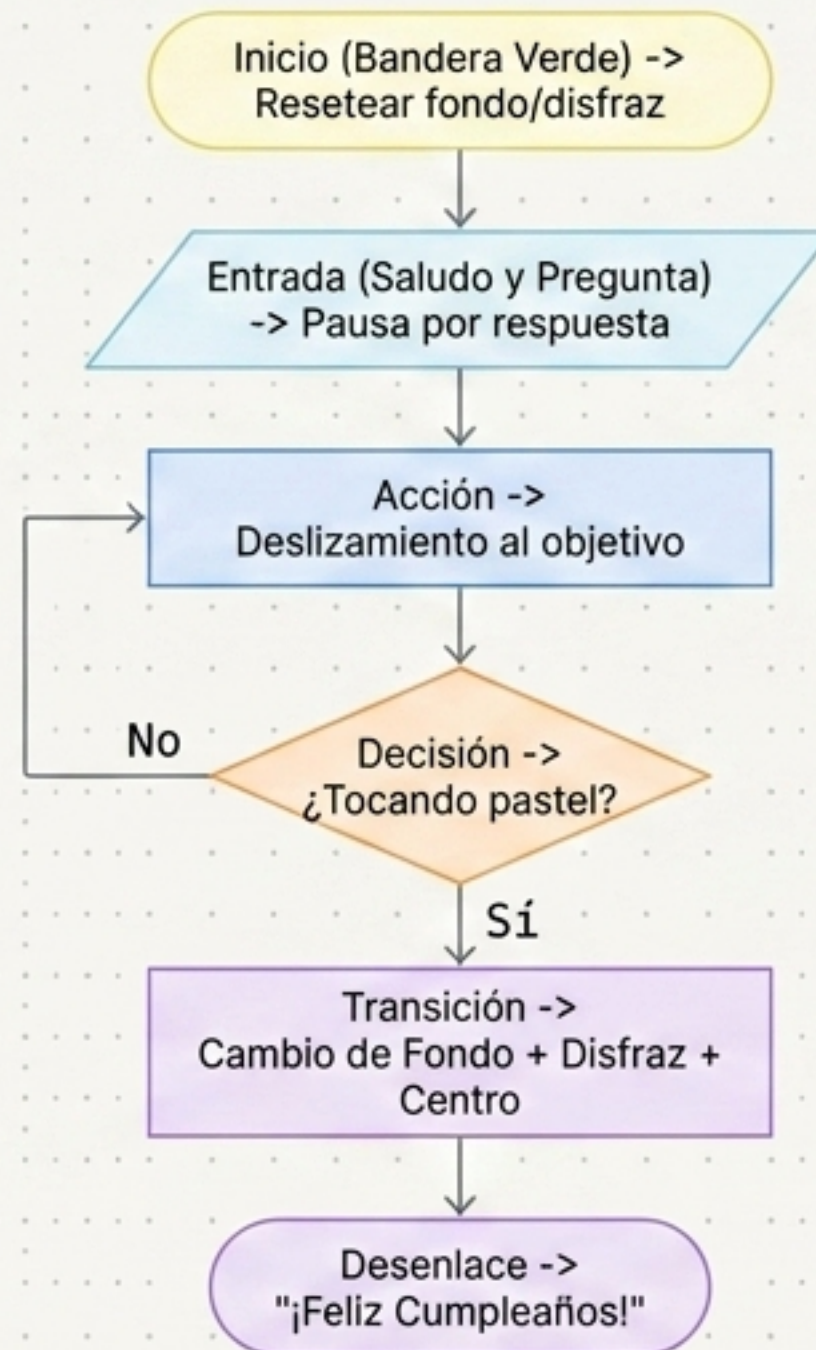 Inicio (Bandera Verde) ->
Resetear fondo/disfraz
Entrada (Saludo y Pregunta)
-> Pausa por respuesta
Acción ->
Deslizamiento al objetivo
No
Decisión ->
¿Tocando pastel?
Sí
Transición ->
Cambio de Fondo + Disfraz +
Centro
Desenlace ->
"¡Feliz Cumpleaños!"